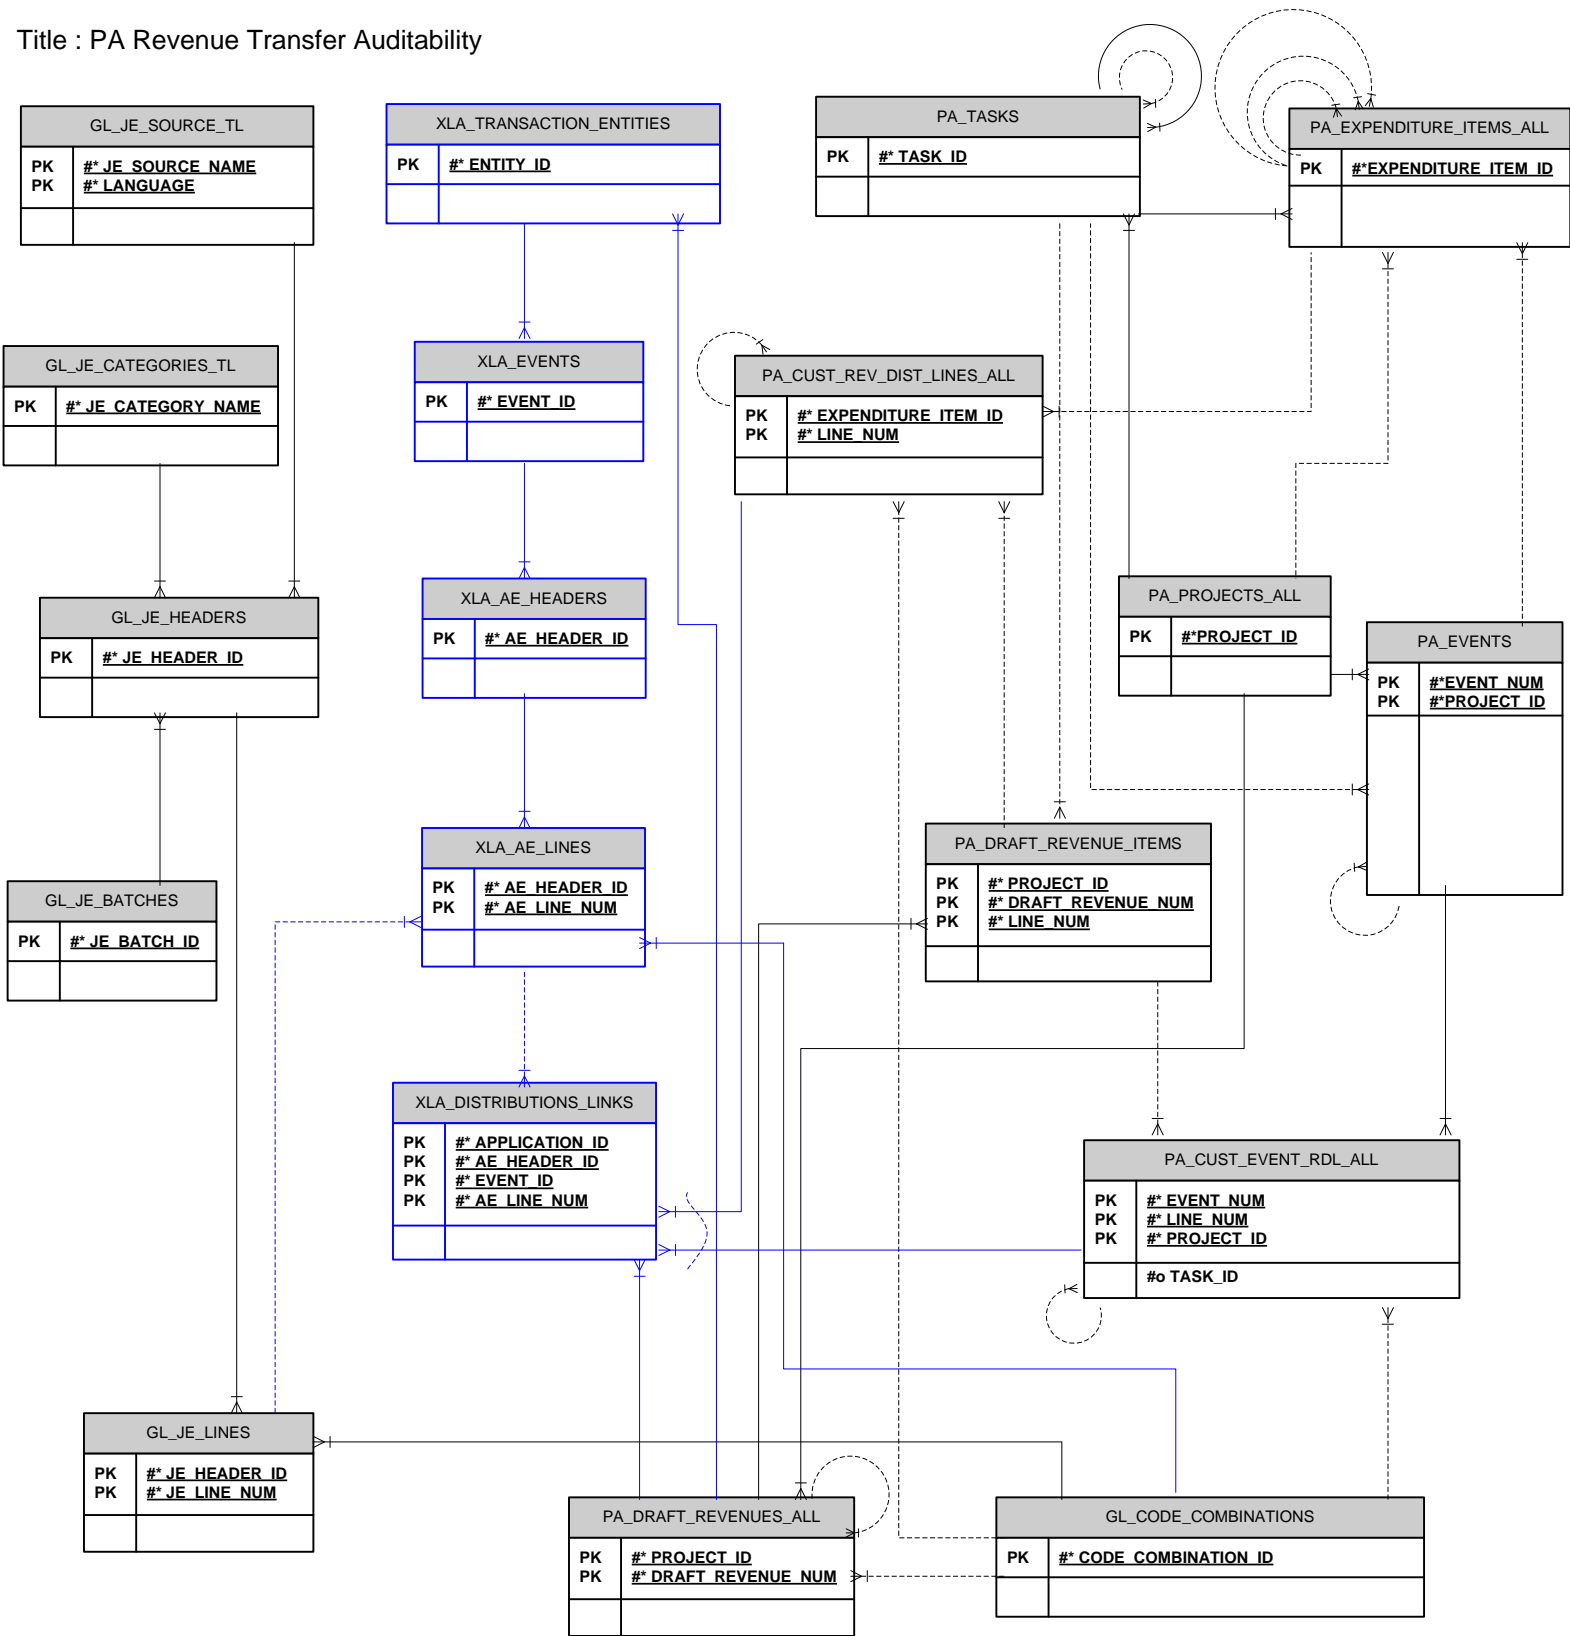 Title : PA Revenue Transfer Auditability
GL_JE_SOURCE_TL
PK #* JE_SOURCE_NAME
PK #* LANGUAGE
XLA_TRANSACTION_ENTITIES
PK #* ENTITY_ID
PA_TASKS
PK #* TASK_ID
PA_EXPENDITURE_ITEMS_ALL
PK #*EXPENDITURE_ITEM_ID
GL_JE_CATEGORIES_TL
PK #* JE_CATEGORY_NAME
XLA_EVENTS
PK #* EVENT_ID
PA_CUST_REV_DIST_LINES_ALL
PK #* EXPENDITURE_ITEM_ID
PK #* LINE_NUM
GL_JE_HEADERS
PK #* JE_HEADER_ID
XLA_AE_HEADERS
PK #* AE_HEADER_ID
PA_PROJECTS_ALL
PK #*PROJECT_ID
PA_EVENTS
PK #*EVENT_NUM
PK #*PROJECT_ID
GL_JE_BATCHES
PK #* JE_BATCH_ID
XLA_AE_LINES
PK #* AE_HEADER_ID
PK #* AE_LINE_NUM
PA_DRAFT_REVENUE_ITEMS
PK #* PROJECT_ID
PK #* DRAFT_REVENUE_NUM
PK #* LINE_NUM
XLA_DISTRIBUTIONS_LINKS
PK #* APPLICATION_ID
PK #* AE_HEADER_ID
PK #* EVENT_ID
PK #* AE_LINE_NUM
PA_CUST_EVENT_RDL_ALL
PK #* EVENT_NUM
PK #* LINE_NUM
PK #* PROJECT_ID
#o TASK_ID
GL_JE_LINES
PK #* JE_HEADER_ID
PK #* JE_LINE_NUM
PA_DRAFT_REVENUES_ALL
PK #* PROJECT_ID
PK #* DRAFT_REVENUE_NUM
GL_CODE_COMBINATIONS
PK #* CODE_COMBINATION_ID